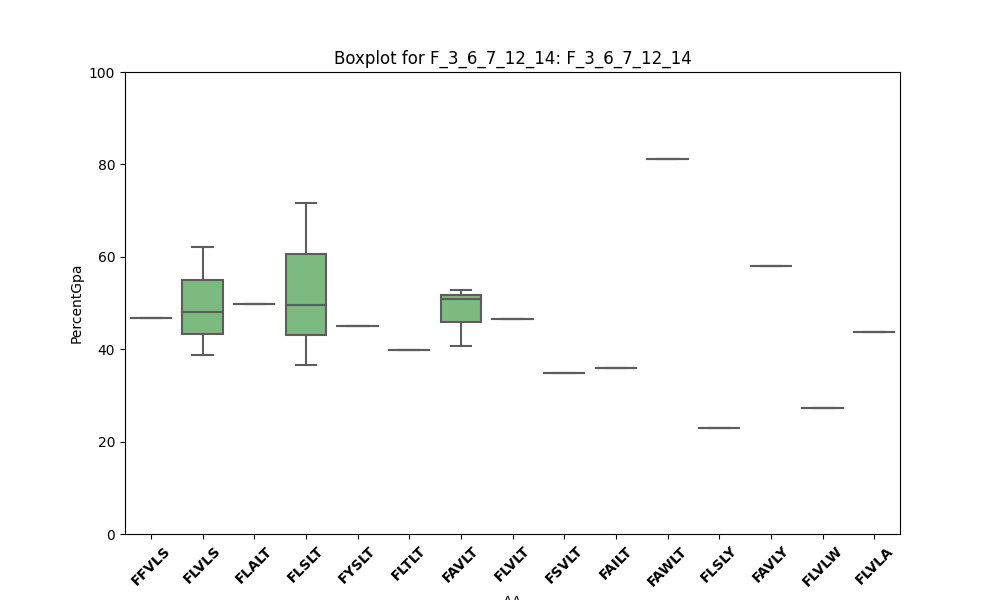 Boxplot for F_3_6_7_12_14: F_3_6_7_12_14
100
80
60
40
20
0
PercentGpa
FFVLS
FLVLS
FLALT
FLSLT
FYSLT
FLTLT
FAVLT
FLVLT
FSVLT
FAILT
FAWLT
FLSLY
FAVLY
FLVLW
FLVLA
AA